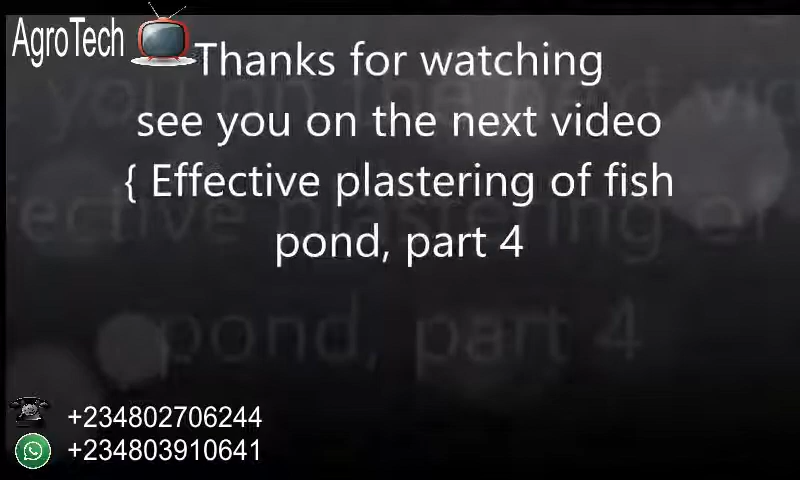 AgroTech
Thanks for watching
see you on the next video
{ Effective plastering of fish
pond, part 4
+234802706244
+234803910641